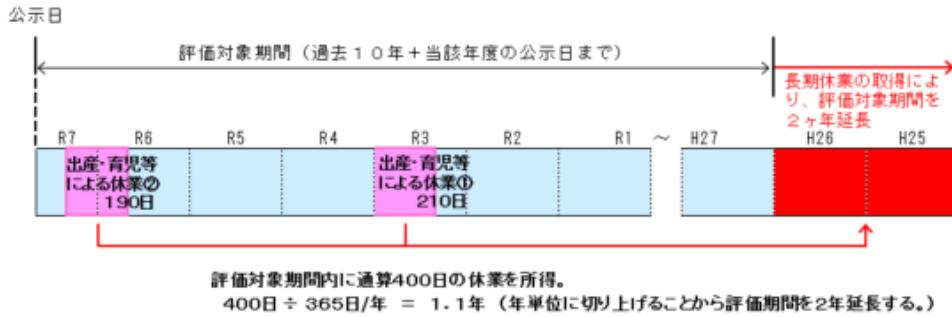 公示日
評価対象期間（過去１０年＋当該年度の公示日まで）
長期休業の取得によ
り、評価対象期間を
２ヶ年延長
R7 R6 R5 R4 R3 R2 R1 ～ H27 H26 H25
出産・育児等
による休業②
190日
出産・育児等
による休業①
210日
評価対象期間内に通算400日の休業を所得。
400日 ÷ 365日/年 ＝ 1.1年（年単位に切り上げることから評価期間を2年延長する。）